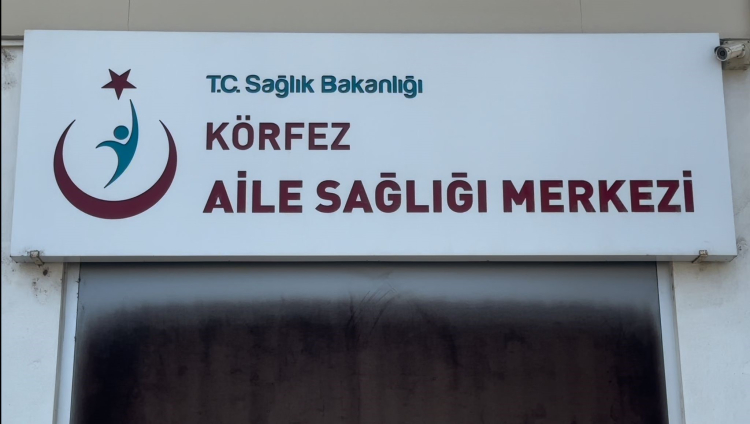 T.C. Sağlık Bakanlığı
KÖRFEZ
AİLE SAĞLIĞI MERKEZİ